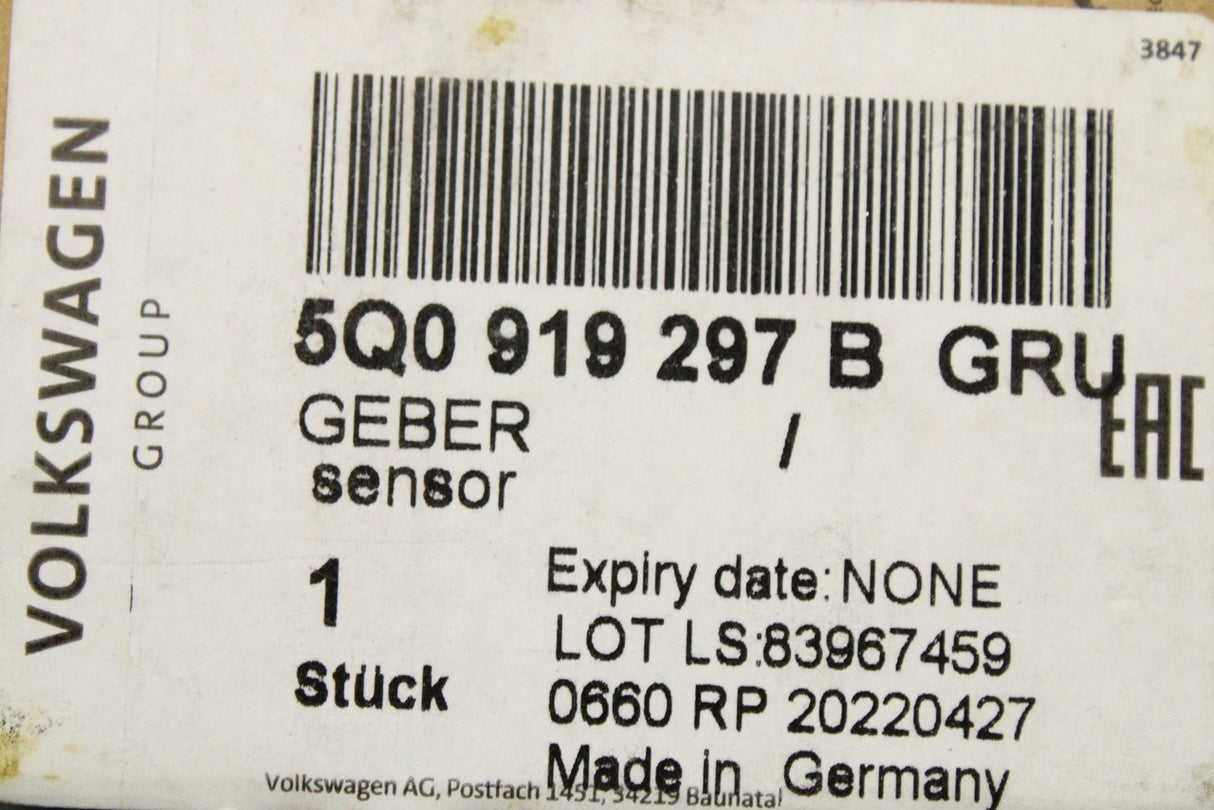 3847
VOLKSWAGEN
GROUP
5Q0 919 297 B GRU
EAC
GEBER /
sensor
1
Stück
Expiry date: NONE
LOT LS:83967459
0660 RP 20220427
Made in Germany
Volkswagen AG, Postfach 1451, 34219 Baunatal